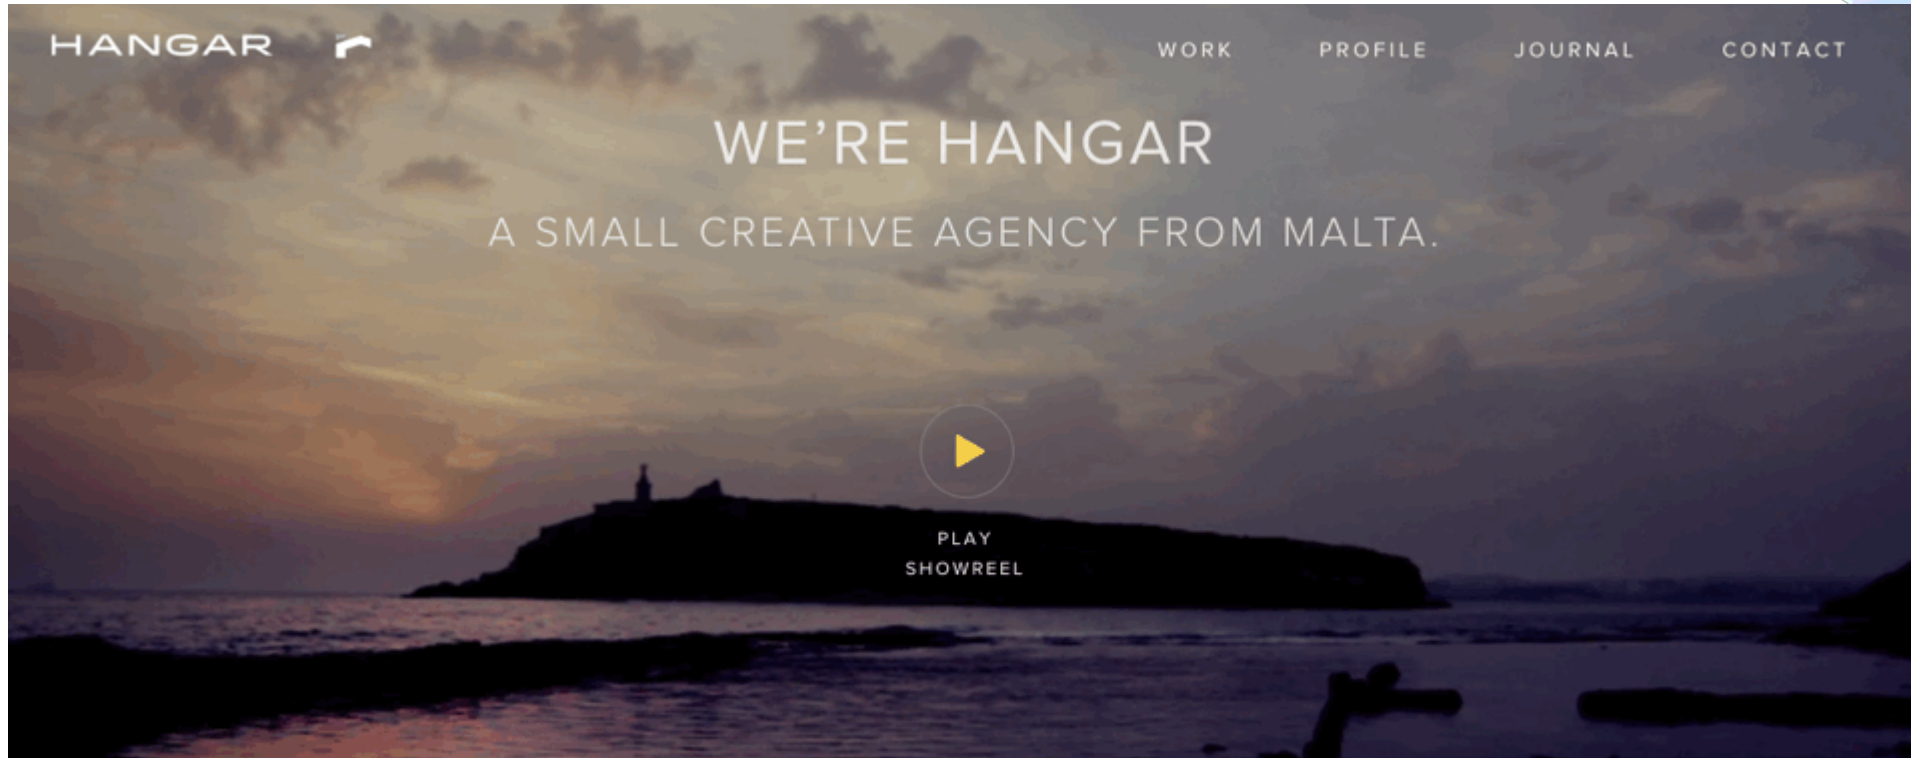 HANGAR
WORK PROFILE JOURNAL CONTACT
WE’RE HANGAR
A SMALL CREATIVE AGENCY FROM MALTA.
PLAY
SHOWREEL